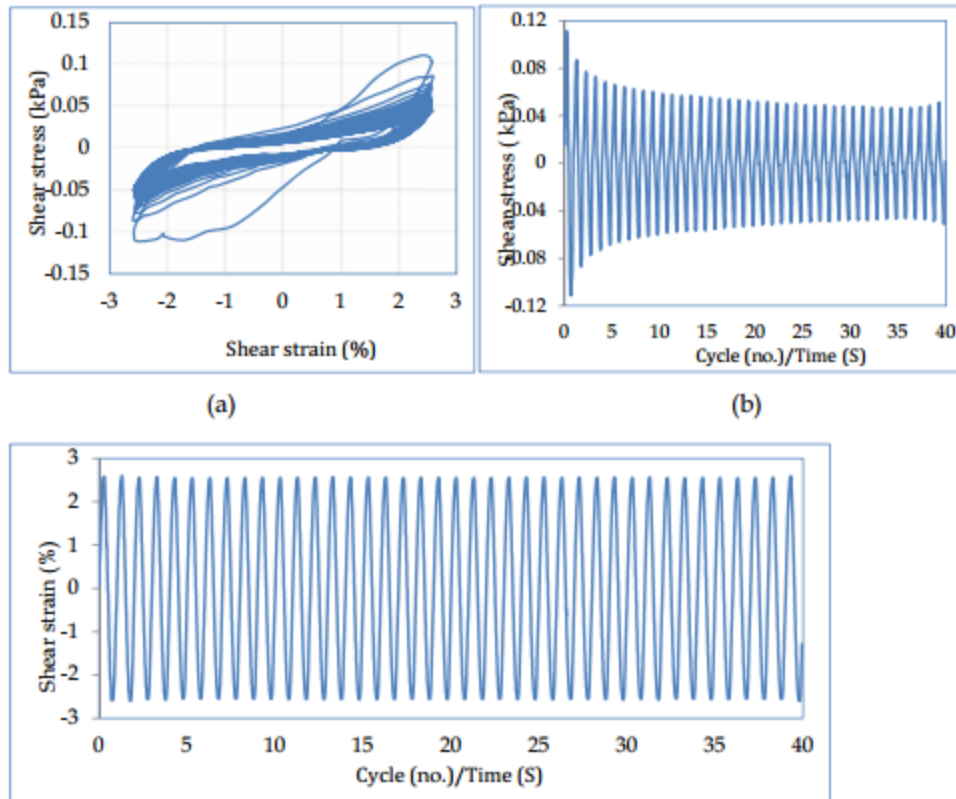 0.15
0.1
0.05
0
-0.05
-0.1
-0.15
Shear stress (kPa)
-3 -2 -1 0 1 2 3
Shear strain (%)
(a)
0.12
0.08
0.04
0
0.04
-0.08
-0.12
Shear stress ( kPa)
0 5 10 15 20 25 30 35 40
Cycle (no.)/Time (S)
(b)
3
2
1
0
-1
-2
-3
Shear strain (%)
0 5 10 15 20 25 30 35 40
Cycle (no.)/Time (S)